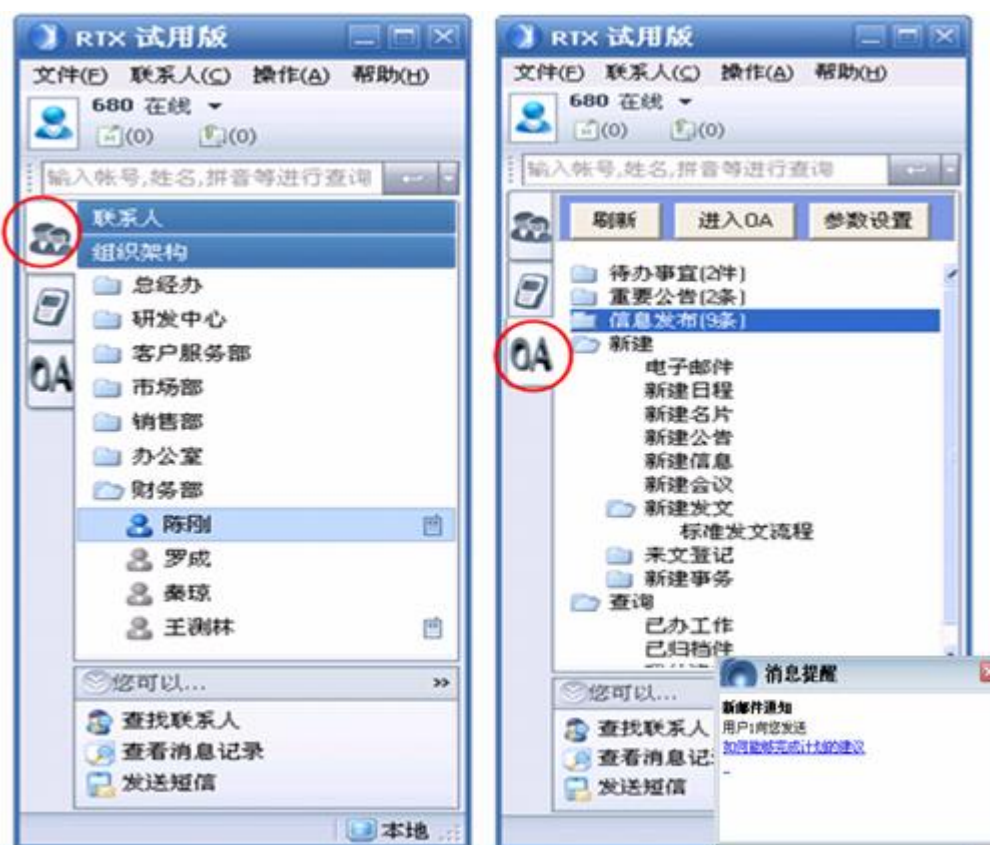 RTX 试用版
文件(F) 联系人(C) 操作(A) 帮助(H)
680 在线
(0) (0)
输入帐号,姓名,拼音等进行查询
联系人
组织架构
总经办
研发中心
客户服务部
OA
市场部
销售部
办公室
财务部
陈刚
罗成
秦琼
王测林
您可以...
查找联系人
查看消息记录
发送短信
本地
RTX 试用版
文件(F) 联系人(C) 操作(A) 帮助(H)
680 在线
(0) (0)
输入帐号,姓名,拼音等进行查询
刷新 进入OA 参数设置
待办事宜(2件)
重要公告(2条)
信息发布(9条)
OA
新建
电子邮件
新建日程
新建名片
新建公告
新建信息
新建会议
新建发文
标准发文流程
来文登记
新建事务
查询
已办工作
已归档件
您可以...
查找联系人
查看消息记
发送短信
消息提醒
新邮件通知
用户1向您发送
如何能够完成计划的建议